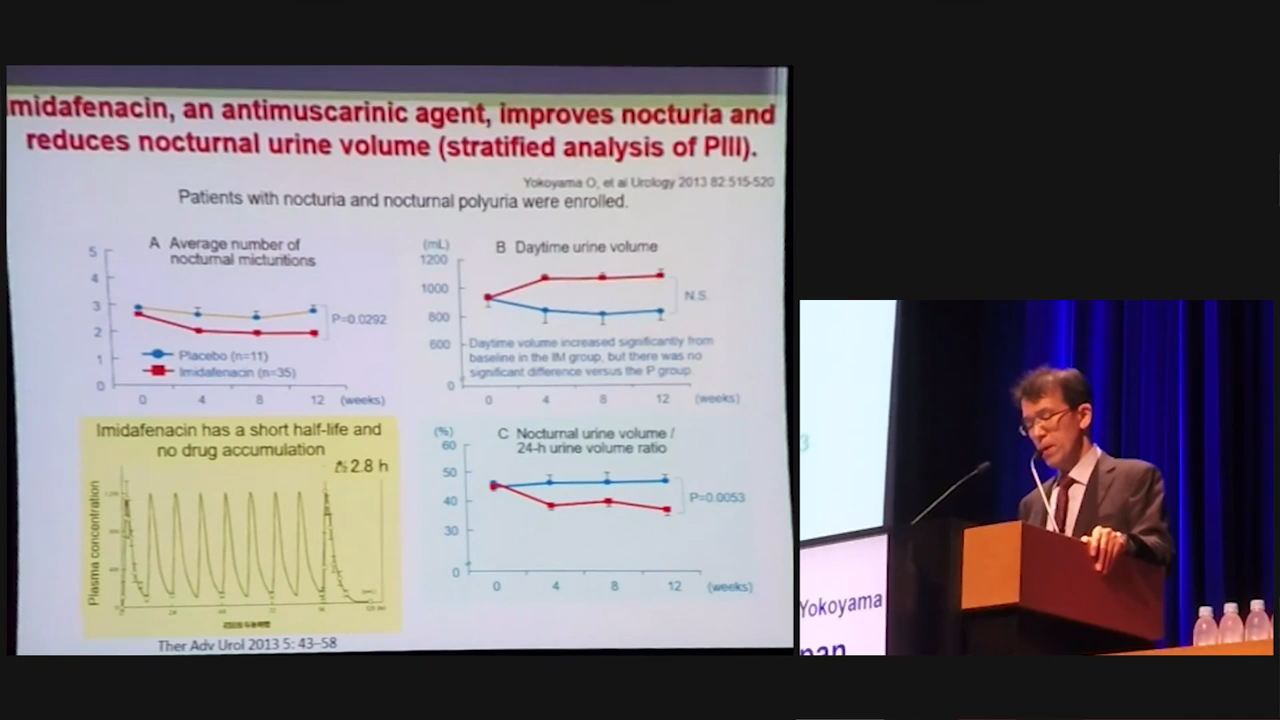 midafenacin, an antimuscarinic agent, improves nocturia and
reduces nocturnal urine volume (stratified analysis of PIII).
Yokoyama O, et al Urology 2013 82:515-520
Patients with nocturia and nocturnal polyuria were enrolled.
A Average number of
nocturnal micturitions
5
4
3
2
1
0
P=0.0292
Placebo (n=11)
Imidafenacin (n=35)
0 4 8 12 (weeks)
(mL)
B Daytime urine volume
1200
1000
800
600
0
N.S.
Daytime volume increased significantly from
baseline in the IM group, but there was no
significant difference versus the P group.
0 4 8 12 (weeks)
Imidafenacin has a short half-life and
no drug accumulation
2.8 h
Plasma concentration
Ther Adv Urol 2013 5: 43–58
(%)
C Nocturnal urine volume /
24-h urine volume ratio
60
50
40
30
0
P=0.0053
0 4 8 12 (weeks)
3
Yokoyama
pan